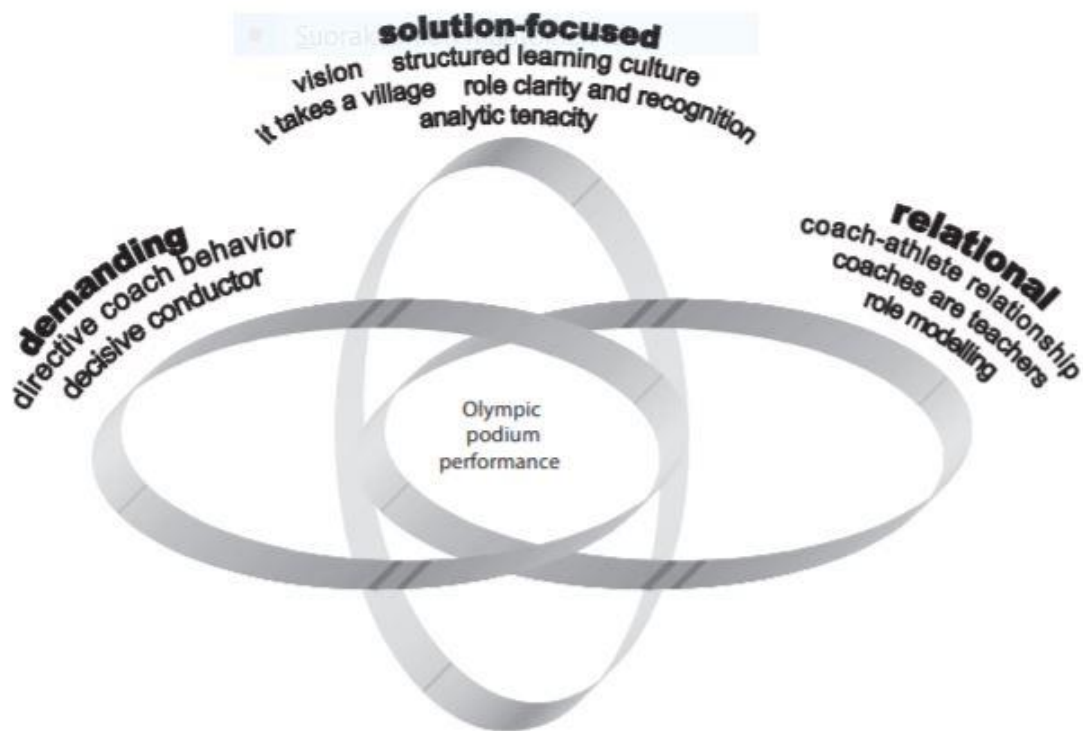 solution-focused
vision structured learning culture
it takes a village role clarity and recognition
analytic tenacity
demanding
directive coach behavior
decisive conductor
relational
coach-athlete relationship
coaches are teachers
role modelling
Olympic
podium
performance